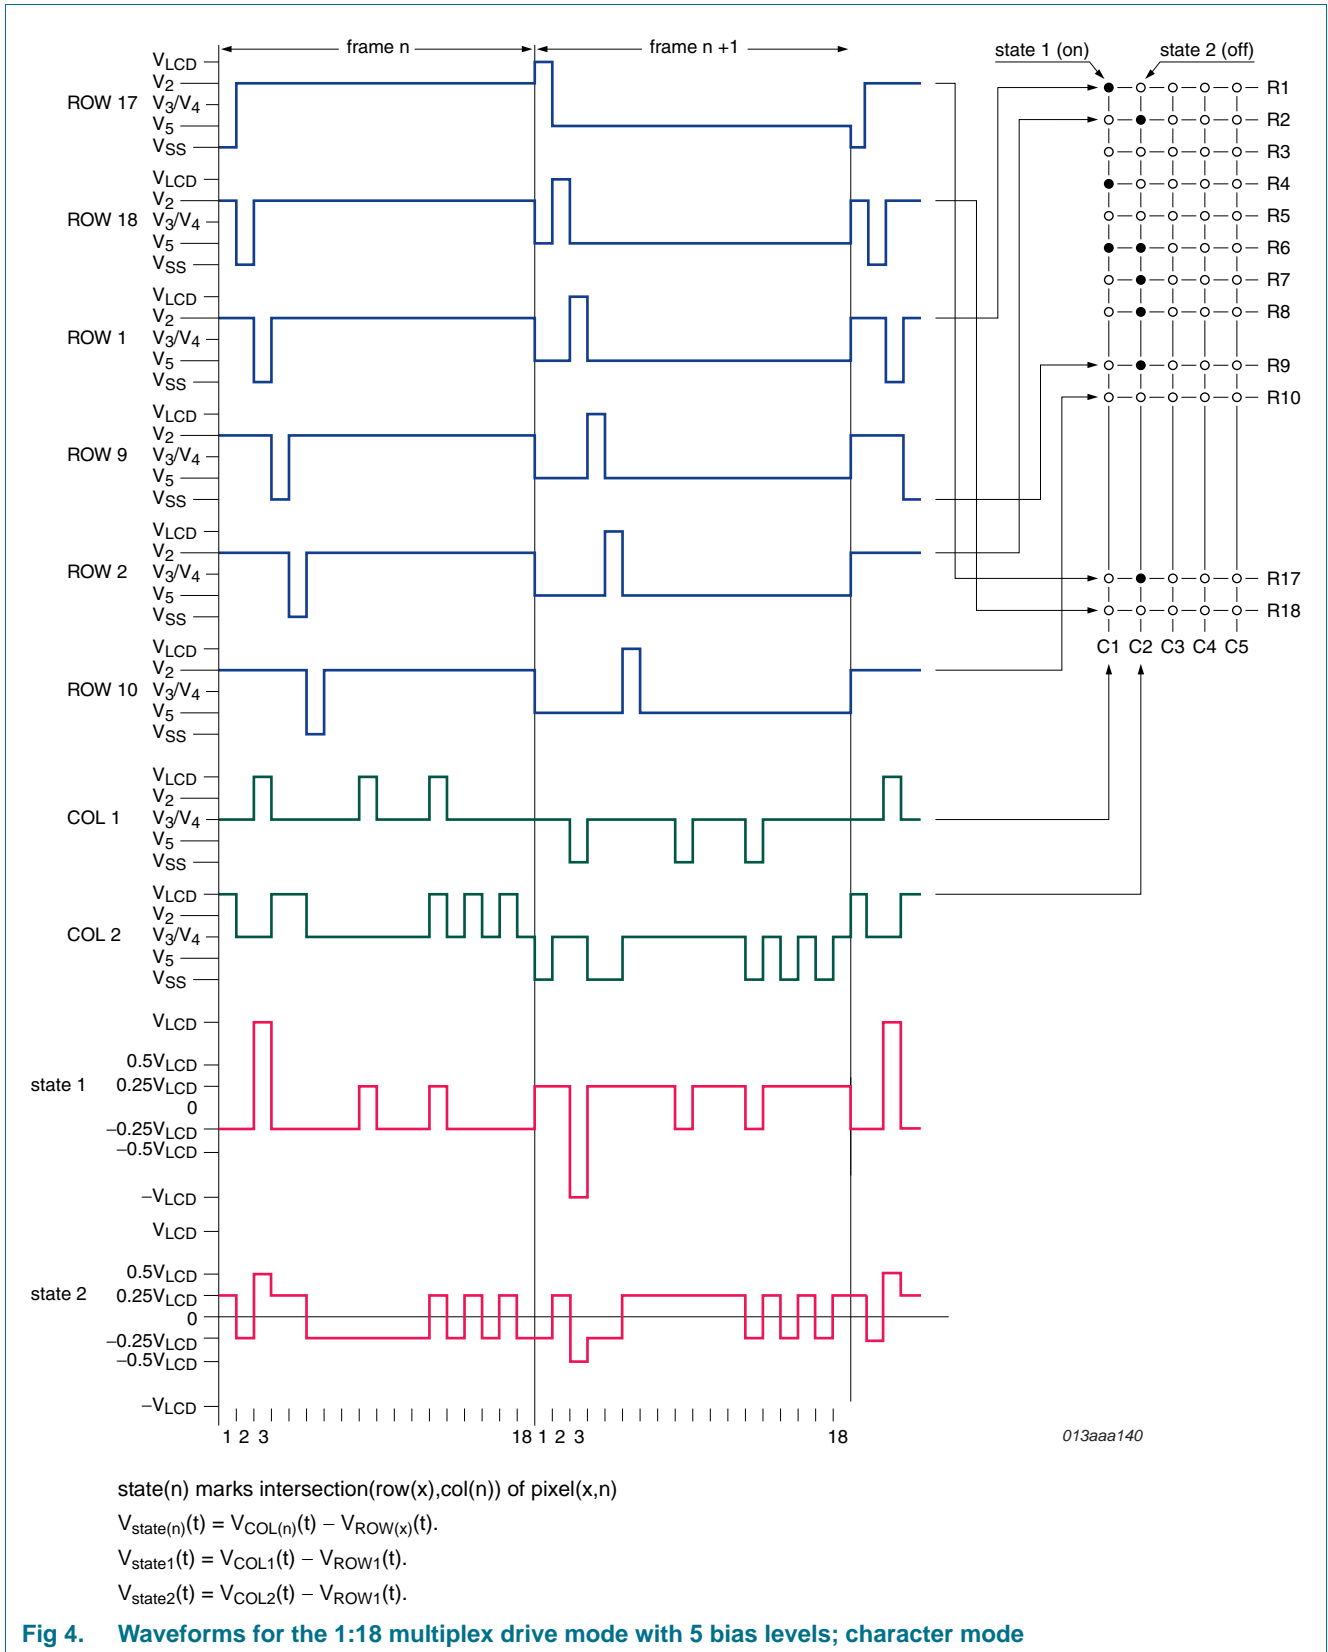 frame n
frame n +1
state 1 (on)
state 2 (off)
ROW 17
VLCD
V2
V3/V4
V5
VSS
ROW 18
VLCD
V2
V3/V4
V5
VSS
ROW 1
VLCD
V2
V3/V4
V5
VSS
ROW 9
VLCD
V2
V3/V4
V5
VSS
ROW 2
VLCD
V2
V3/V4
V5
VSS
ROW 10
VLCD
V2
V3/V4
V5
VSS
COL 1
VLCD
V2
V3/V4
V5
VSS
COL 2
VLCD
V2
V3/V4
V5
VSS
state 1
VLCD
0.5VLCD
0.25VLCD
0
−0.25VLCD
−0.5VLCD
−VLCD
state 2
VLCD
0.5VLCD
0.25VLCD
0
−0.25VLCD
−0.5VLCD
−VLCD
1 2 3 18 1 2 3 18
R1
R2
R3
R4
R5
R6
R7
R8
R9
R10
R17
R18
C1 C2 C3 C4 C5
013aaa140
state(n) marks intersection(row(x),col(n)) of pixel(x,n)
Vstate(n)(t) = VCOL(n)(t) − VROW(x)(t).
Vstate1(t) = VCOL1(t) − VROW1(t).
Vstate2(t) = VCOL2(t) − VROW1(t).
Fig 4. Waveforms for the 1:18 multiplex drive mode with 5 bias levels; character mode